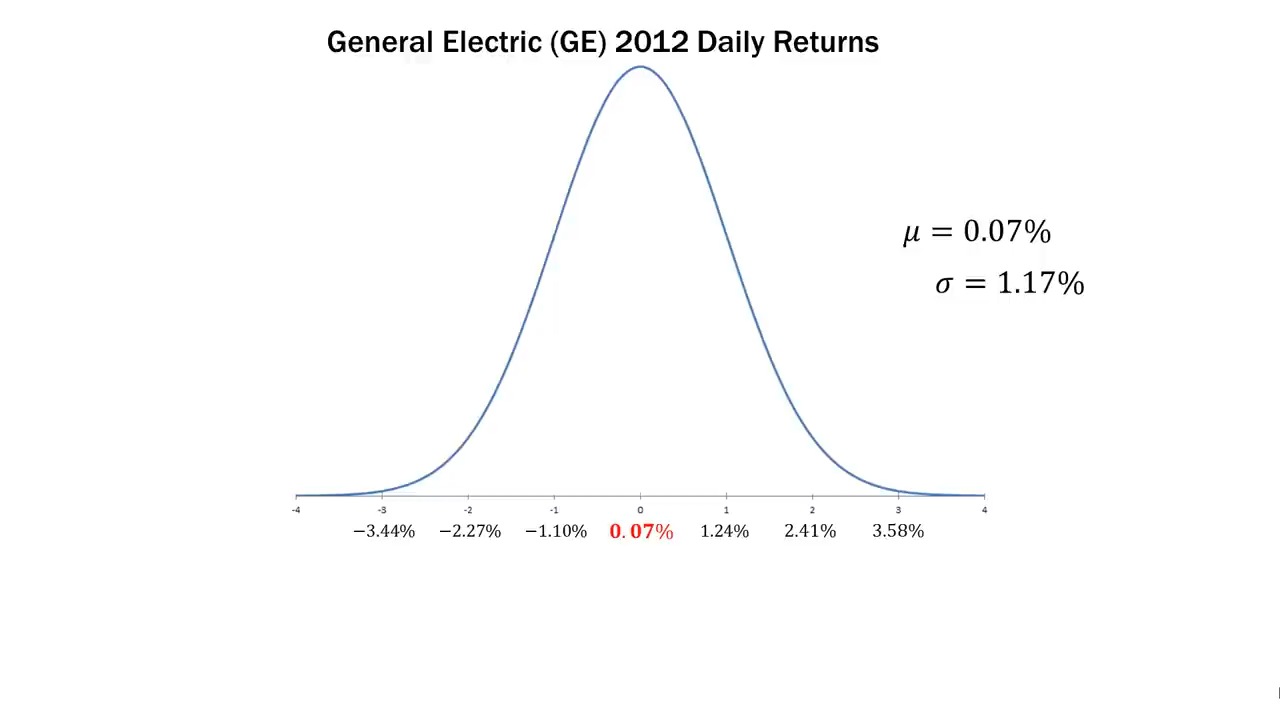 General Electric (GE) 2012 Daily Returns
μ = 0.07%
σ = 1.17%
-4 -3 -2 -1 0 1 2 3 4
−3.44% −2.27% −1.10% 0.07% 1.24% 2.41% 3.58%